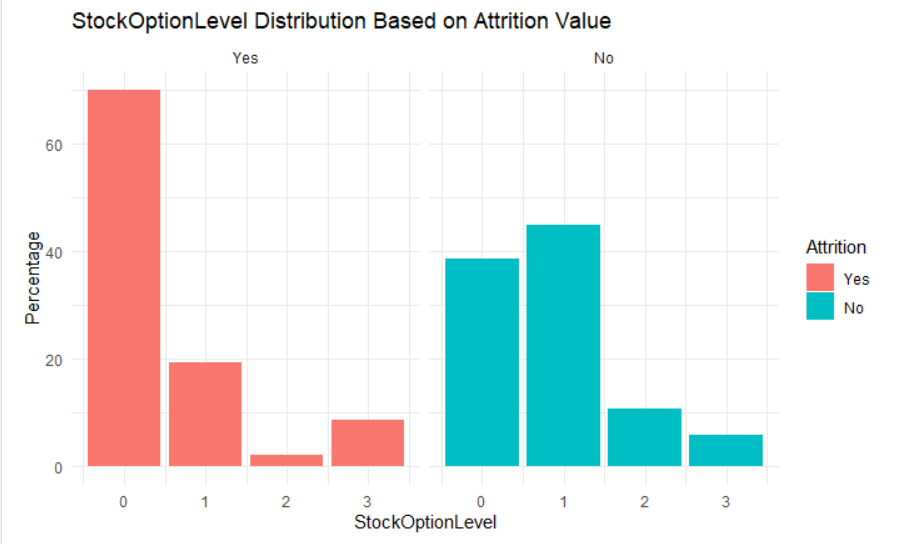 StockOptionLevel Distribution Based on Attrition Value
Yes
No
Percentage
60
40
20
0
0 1 2 3
0 1 2 3
StockOptionLevel
Attrition
Yes
No